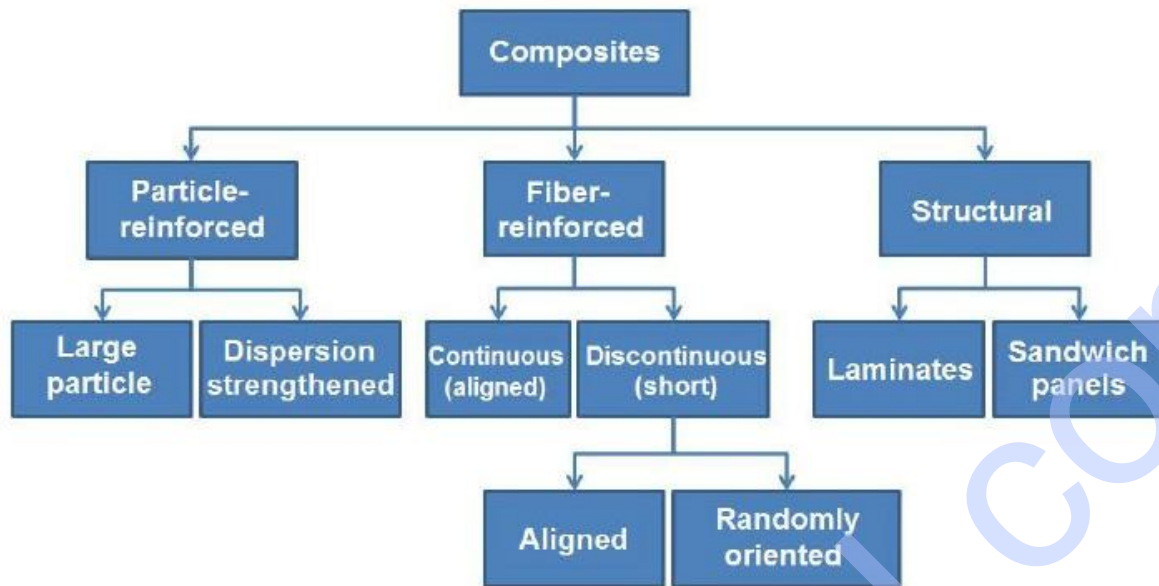 Composites
Particle-
reinforced
Fiber-
reinforced
Structural
Large
particle
Dispersion
strengthened
Continuous
(aligned)
Discontinuous
(short)
Laminates
Sandwich
panels
Aligned
Randomly
oriented